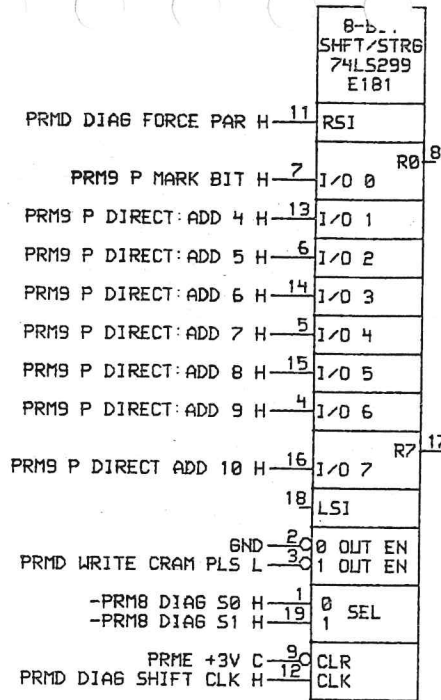 SHFT/STRG
74LS299
E181
PRMD DIAG FORCE PAR H 11 RSI
R0 8
PRM9 P MARK BIT H 7 I/O 0
PRM9 P DIRECT:ADD 4 H 13 I/O 1
PRM9 P DIRECT:ADD 5 H 6 I/O 2
PRM9 P DIRECT:ADD 6 H 14 I/O 3
PRM9 P DIRECT:ADD 7 H 5 I/O 4
PRM9 P DIRECT:ADD 8 H 15 I/O 5
PRM9 P DIRECT:ADD 9 H 4 I/O 6
R7 17
PRM9 P DIRECT ADD 10 H 16 I/O 7
18 LSI
GND 2 0 OUT EN
PRMD WRITE CRAM PLS L 3 1 OUT EN
-PRM8 DIAG S0 H 1 0 SEL
-PRM8 DIAG S1 H 19 1
PRME +3V C 9 CLR
PRMD DIAG SHIFT CLK H 12 CLK